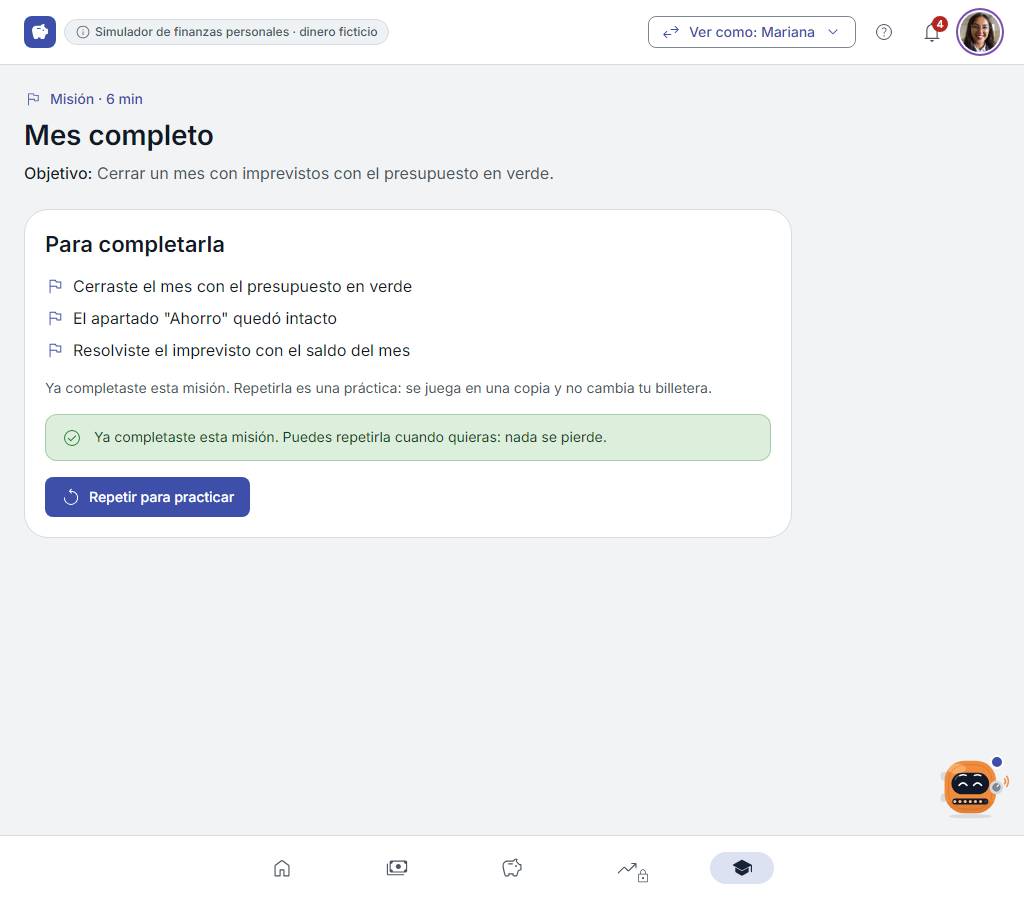 Simulador de finanzas personales · dinero ficticio
Ver como: Mariana
4
Misión · 6 min
Mes completo
Objetivo: Cerrar un mes con imprevistos con el presupuesto en verde.
Para completarla
Cerraste el mes con el presupuesto en verde
El apartado "Ahorro" quedó intacto
Resolviste el imprevisto con el saldo del mes
Ya completaste esta misión. Repetirla es una práctica: se juega en una copia y no cambia tu billetera.
Ya completaste esta misión. Puedes repetirla cuando quieras: nada se pierde.
Repetir para practicar